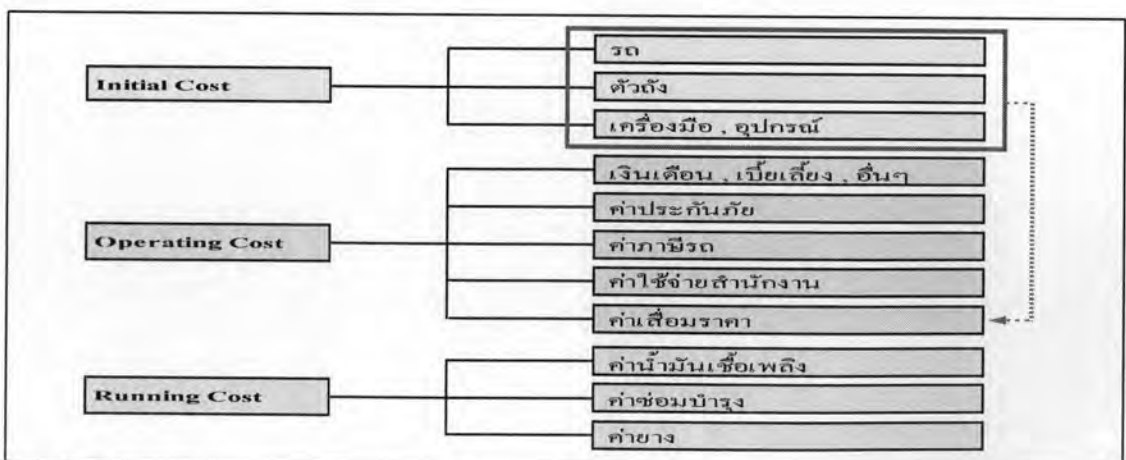 Initial Cost
รถ
ตัวถัง
เครื่องมือ , อุปกรณ์
Operating Cost
เงินเดือน , เบี้ยเลี้ยง , อื่นๆ
ค่าประกันภัย
ค่าภาษีรถ
ค่าใช้จ่ายสำนักงาน
ค่าเสื่อมราคา
Running Cost
ค่าน้ำมันเชื้อเพลิง
ค่าซ่อมบำรุง
ค่ายาง